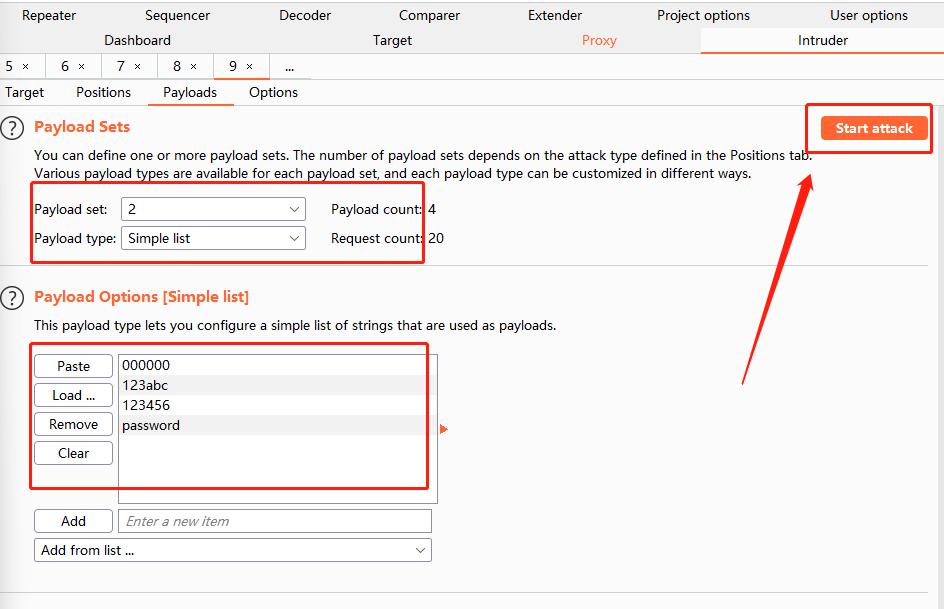 Repeater Sequencer Decoder Comparer Extender Project options User options
Dashboard Target Proxy Intruder
5 × 6 × 7 × 8 × 9 × ...
Target Positions Payloads Options
? Payload Sets
Start attack
You can define one or more payload sets. The number of payload sets depends on the attack type defined in the Positions tab.
Various payload types are available for each payload set, and each payload type can be customized in different ways.
Payload set: 2 Payload count: 4
Payload type: Simple list Request count: 20
? Payload Options [Simple list]
This payload type lets you configure a simple list of strings that are used as payloads.
Paste 000000
Load ... 123abc
Remove 123456
Clear password
Add Enter a new item
Add from list ...